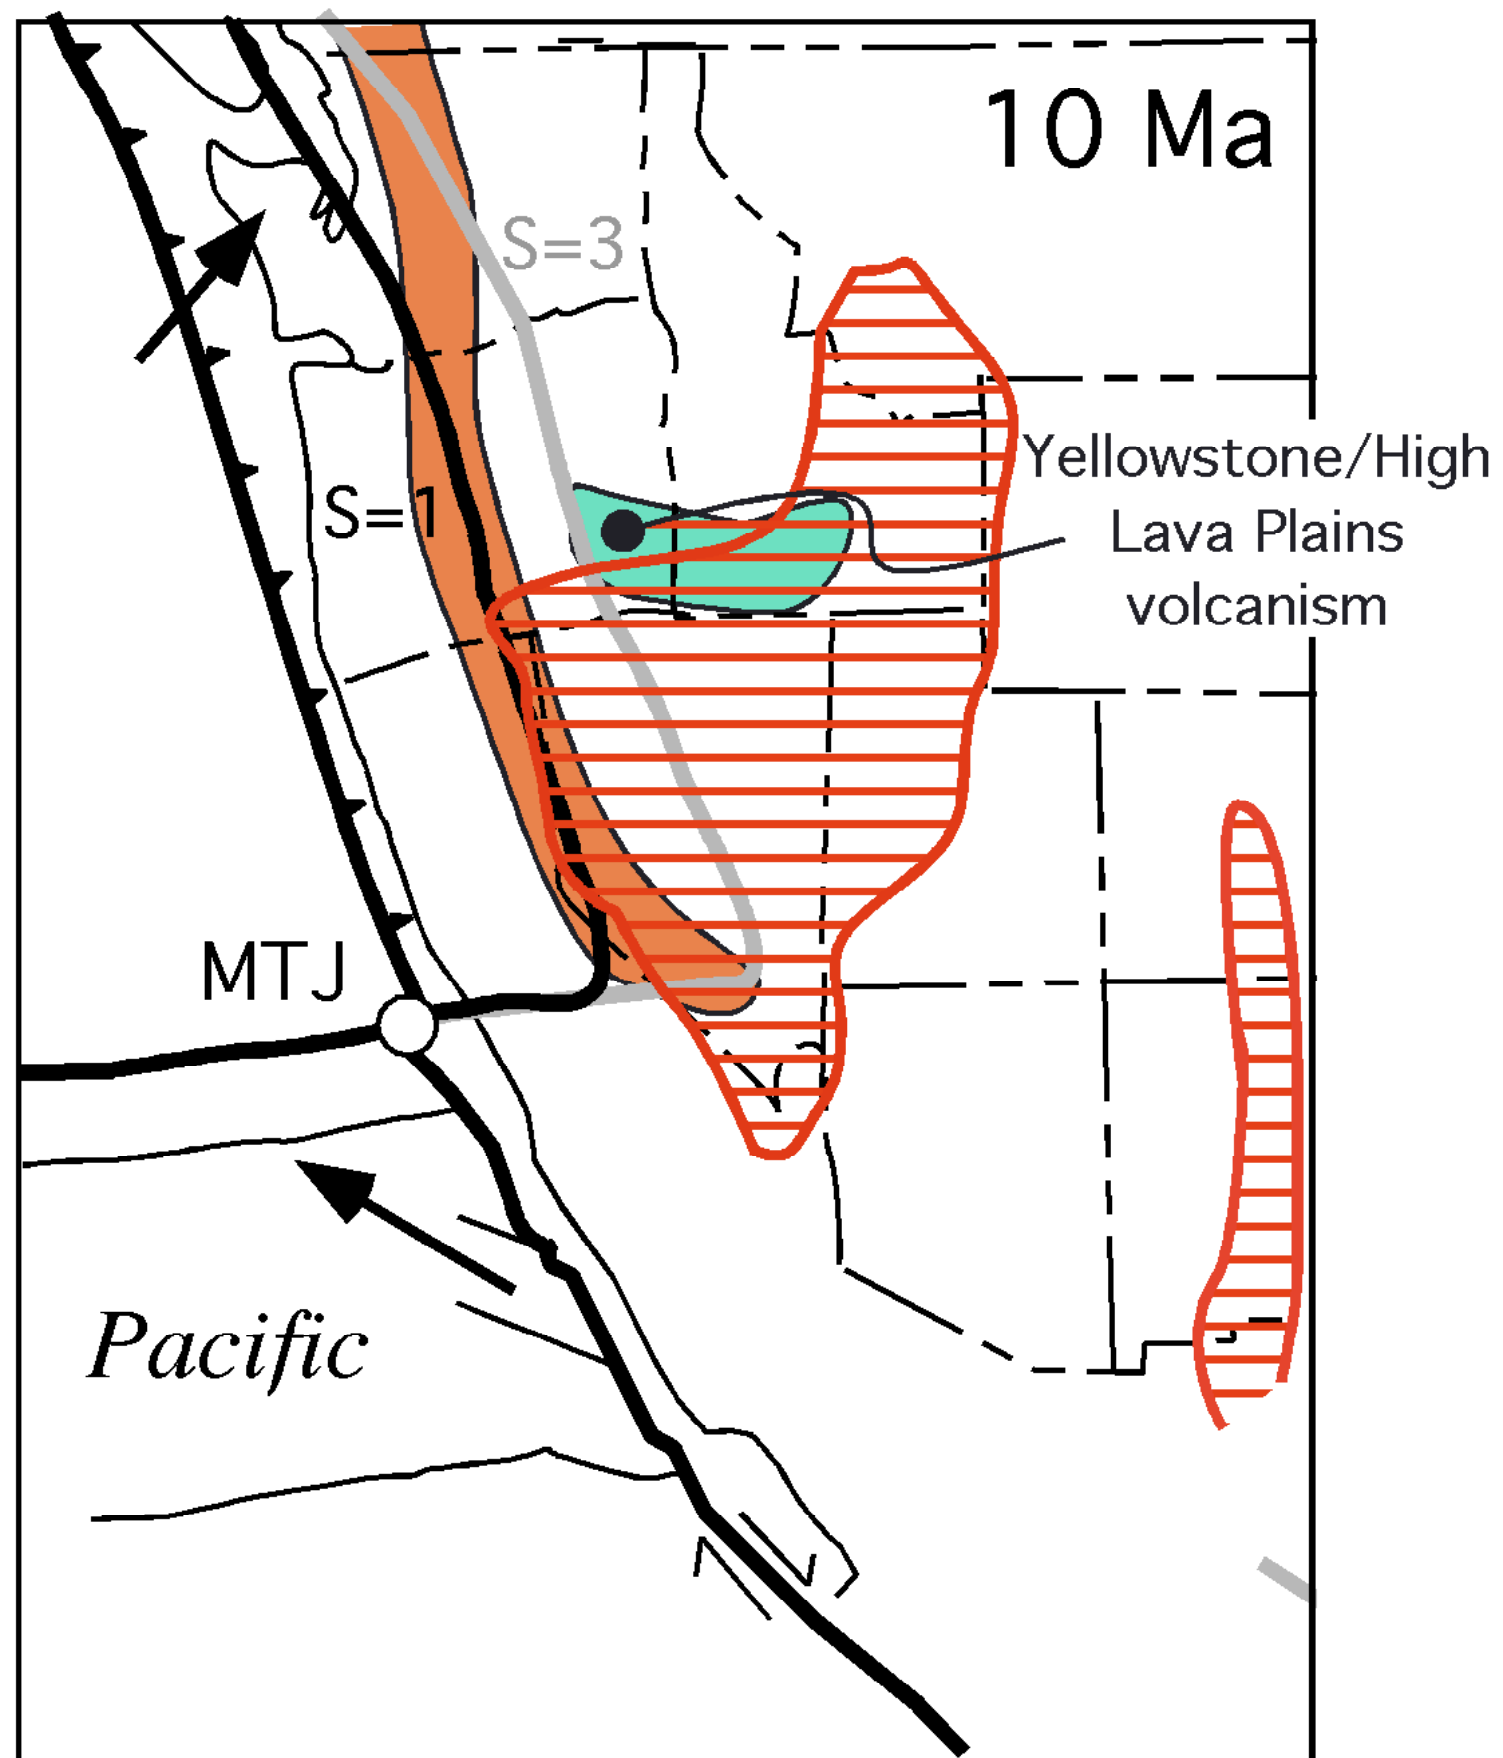 10 Ma
S=3
Yellowstone/High
Lava Plains
volcanism
S=1
MTJ
Pacific